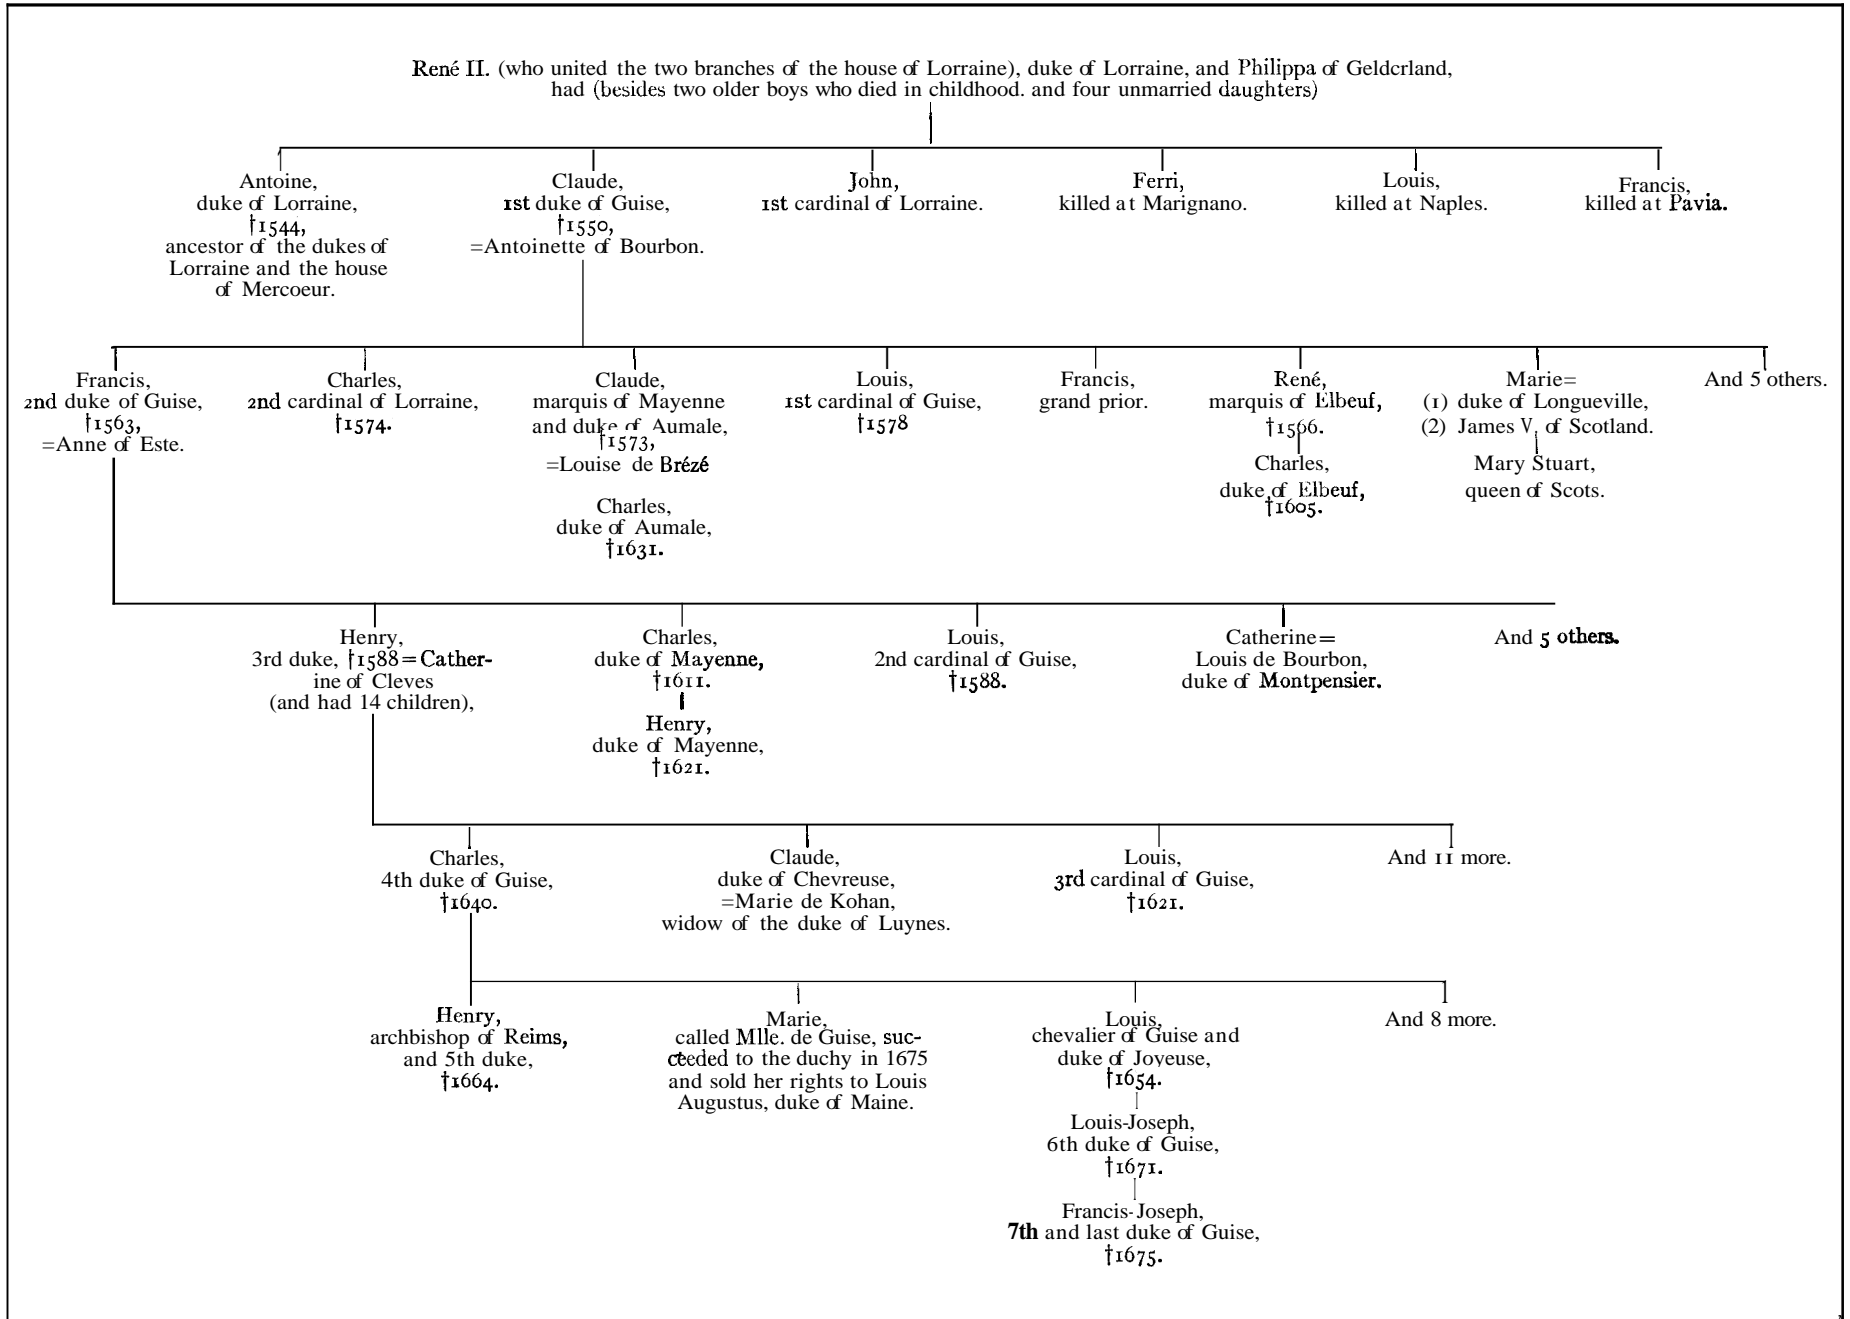 René II. (who united the two branches of the house of Lorraine), duke of Lorraine, and Philippa of Geldcrland,
had (besides two older boys who died in childhood. and four unmarried daughters)
Antoine,
duke of Lorraine,
†1544,
ancestor of the dukes of
Lorraine and the house
of Mercoeur.
Claude,
1st duke of Guise,
†1550,
=Antoinette of Bourbon.
John,
1st cardinal of Lorraine.
Ferri,
killed at Marignano.
Louis,
killed at Naples.
Francis,
killed at Pavia.
Francis,
2nd duke of Guise,
†1563,
=Anne of Este.
Charles,
2nd cardinal of Lorraine,
†1574.
Claude,
marquis of Mayenne
and duke of Aumale,
†1573,
=Louise de Brézé
Charles,
duke of Aumale,
†1631.
Louis,
1st cardinal of Guise,
†1578
Francis,
grand prior.
René,
marquis of Elbeuf,
†1566.
Charles,
duke of Elbeuf,
†1605.
Marie=
(1) duke of Longueville,
(2) James V. of Scotland.
Mary Stuart,
queen of Scots.
And 5 others.
Henry,
3rd duke, †1588=Cather-
ine of Cleves
(and had 14 children),
Charles,
duke of Mayenne,
†1611.
Henry,
duke of Mayenne,
†1621.
Louis,
2nd cardinal of Guise,
†1588.
Catherine=
Louis de Bourbon,
duke of Montpensier.
And 5 others.
Charles,
4th duke of Guise,
†1640.
Claude,
duke of Chevreuse,
=Marie de Kohan,
widow of the duke of Luynes.
Louis,
3rd cardinal of Guise,
†1621.
And 11 more.
Henry,
archbishop of Reims,
and 5th duke,
†1664.
Marie,
called Mlle. de Guise, suc-
ceeded to the duchy in 1675
and sold her rights to Louis
Augustus, duke of Maine.
Louis,
chevalier of Guise and
duke of Joyeuse,
†1654.
Louis-Joseph,
6th duke of Guise,
†1671.
Francis-Joseph,
7th and last duke of Guise,
†1675.
And 8 more.